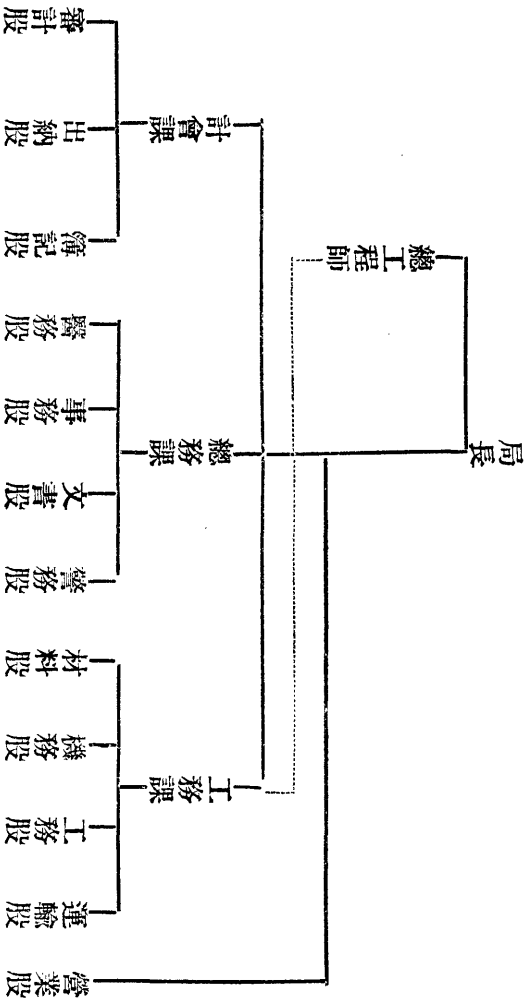 局長
總工程師
計會課
總務課
工務課
審計股
出納股
簿記股
醫務股
事務股
文書股
警務股
材料股
機務股
工務股
運輸股
營業股